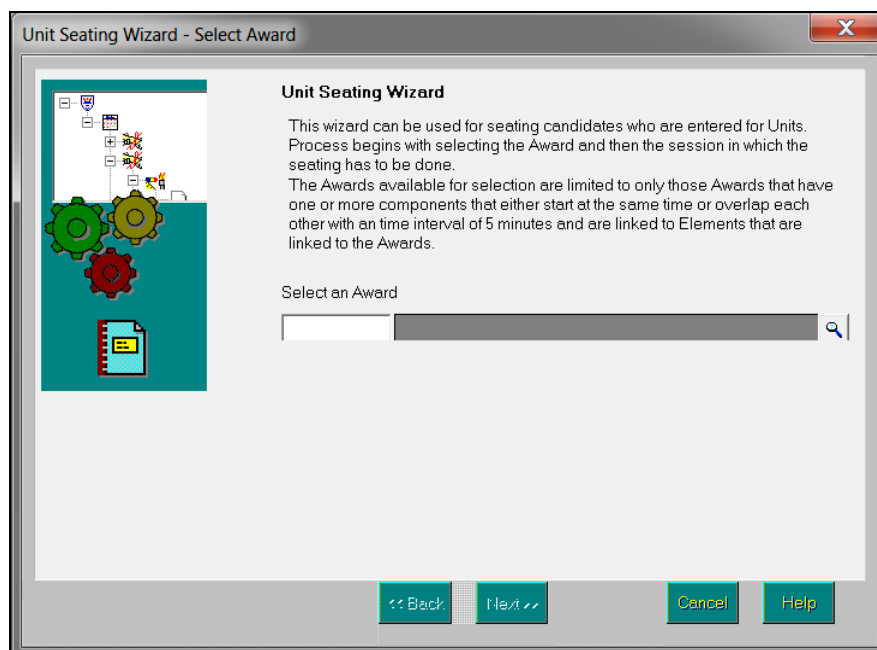 Unit Seating Wizard - Select Award
X
Unit Seating Wizard
This wizard can be used for seating candidates who are entered for Units.
Process begins with selecting the Award and then the session in which the
seating has to be done.
The Awards available for selection are limited to only those Awards that have
one or more components that either start at the same time or overlap each
other with an time interval of 5 minutes and are linked to Elements that are
linked to the Awards.
Select an Award
<< Back Next >> Cancel Help